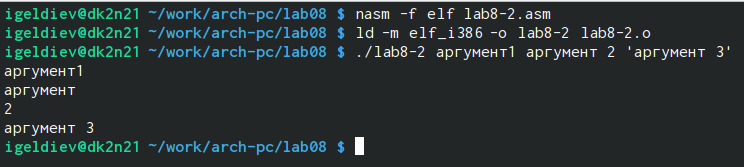 igeldiev@dk2n21 ~/work/arch-pc/lab08 $ nasm -f elf lab8-2.asm
igeldiev@dk2n21 ~/work/arch-pc/lab08 $ ld -m elf_i386 -o lab8-2 lab8-2.o
igeldiev@dk2n21 ~/work/arch-pc/lab08 $ ./lab8-2 аргумент1 аргумент 2 'аргумент 3'
аргумент1
аргумент
2
аргумент 3
igeldiev@dk2n21 ~/work/arch-pc/lab08 $